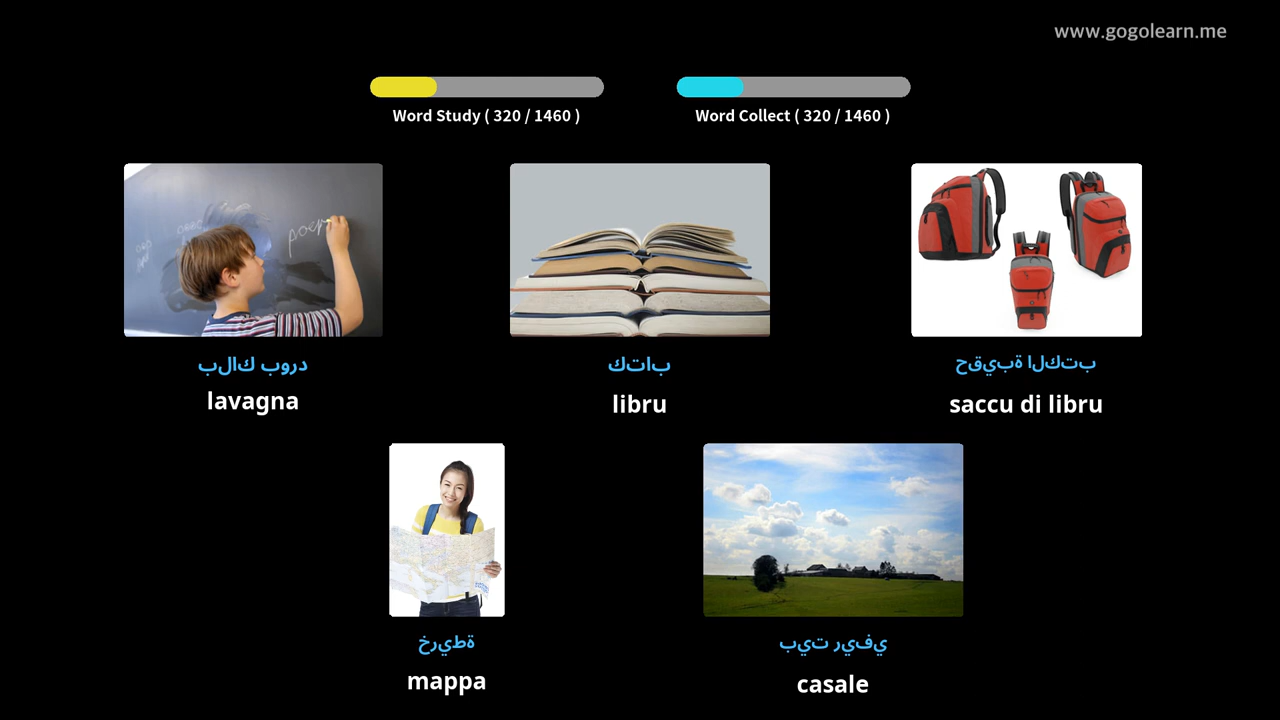 www.gogolearn.me
Word Study ( 320 / 1460 )
Word Collect ( 320 / 1460 )
بلاك بورد
كتاب
حقيبة الكتب
lavagna
libru
saccu di libru
خريطة
بيت ريفي
mappa
casale